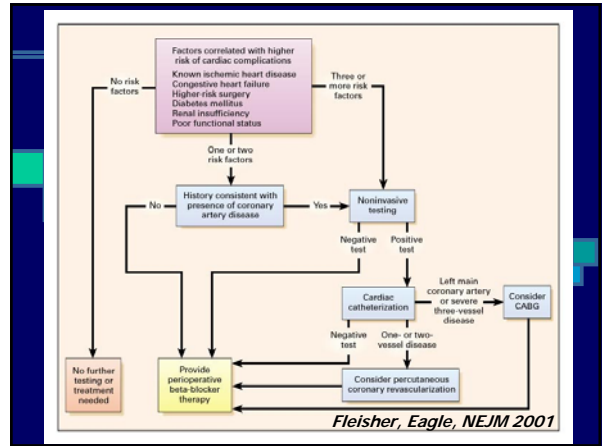 Factors correlated with higher
risk of cardiac complications
Known ischemic heart disease
Congestive heart failure
Higher-risk surgery
Diabetes mellitus
Renal insufficiency
Poor functional status
No risk
factors
Three or
more risk
factors
One or two
risk factors
No
History consistent with
presence of coronary
artery disease
Yes
Noninvasive
testing
Negative
test
Positive
test
Cardiac
catheterization
Left main
coronary artery
or severe
three-vessel
disease
Consider
CABG
Negative
test
One- or two-
vessel disease
No further
testing or
treatment
needed
Provide
perioperative
beta-blocker
therapy
Consider percutaneous
coronary revascularization
Fleisher, Eagle, NEJM 2001